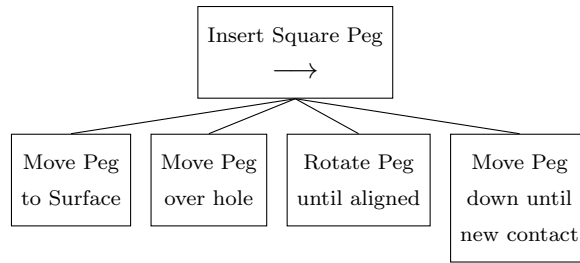 Insert Square Peg
→
Move Peg
to Surface
Move Peg
over hole
Rotate Peg
until aligned
Move Peg
down until
new contact